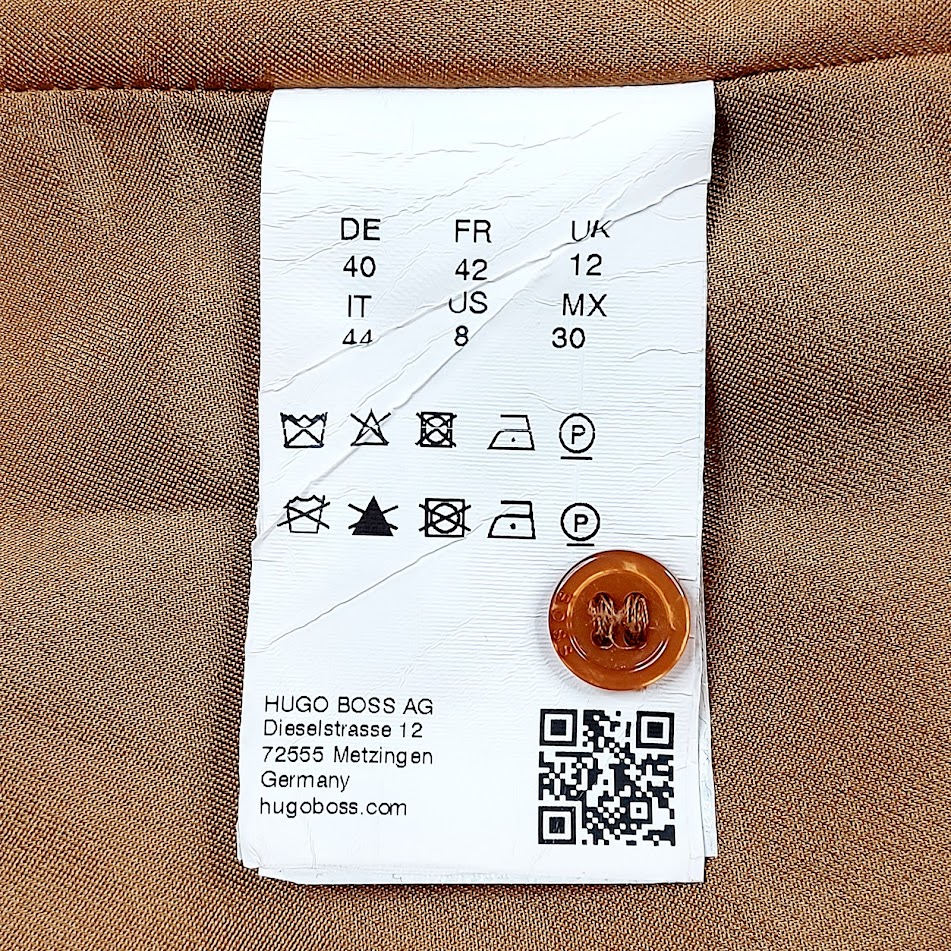 DE FR UK
40 42 12
IT US MX
44 8 30
P
P
BOSS
HUGO BOSS AG
Dieselstrasse 12
72555 Metzingen
Germany
hugoboss.com